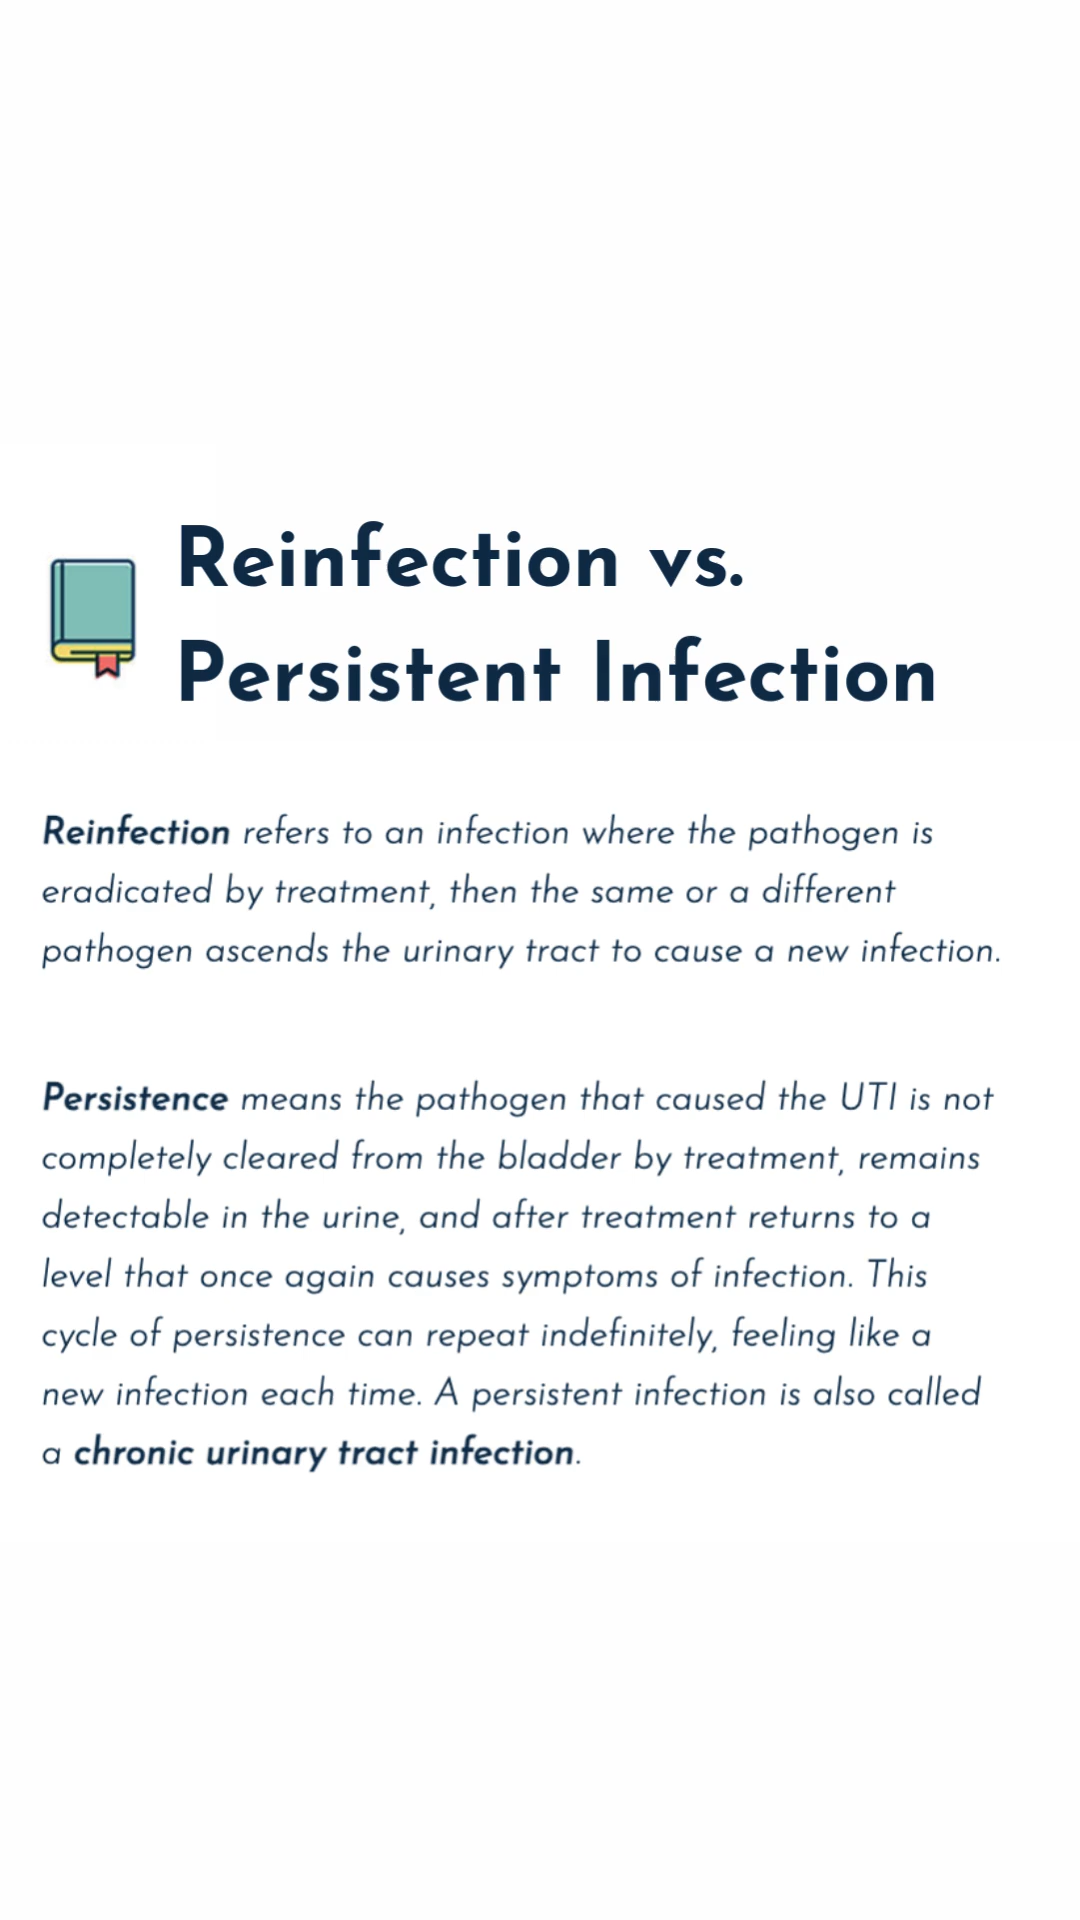 Reinfection vs.
Persistent Infection
Reinfection refers to an infection where the pathogen is
eradicated by treatment, then the same or a different
pathogen ascends the urinary tract to cause a new infection.
Persistence means the pathogen that caused the UTI is not
completely cleared from the bladder by treatment, remains
detectable in the urine, and after treatment returns to a
level that once again causes symptoms of infection. This
cycle of persistence can repeat indefinitely, feeling like a
new infection each time. A persistent infection is also called
a chronic urinary tract infection.